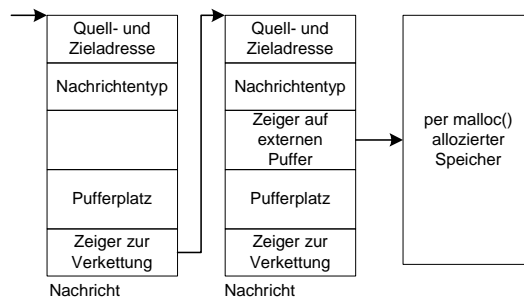 Quell- und
Zieladresse
Nachrichtentyp
Pufferplatz
Zeiger zur
Verkettung
Nachricht
Quell- und
Zieladresse
Nachrichtentyp
Zeiger auf
externen
Puffer
Pufferplatz
Zeiger zur
Verkettung
Nachricht
per malloc()
allozierter
Speicher